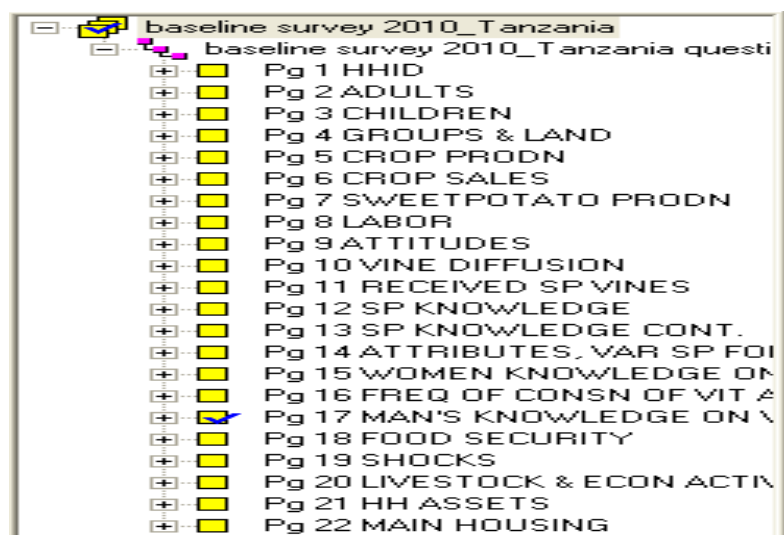 baseline survey 2010_Tanzania
baseline survey 2010_Tanzania questi
Pg 1 HHID
Pg 2 ADULTS
Pg 3 CHILDREN
Pg 4 GROUPS & LAND
Pg 5 CROP PRODN
Pg 6 CROP SALES
Pg 7 SWEETPOTATO PRODN
Pg 8 LABOR
Pg 9 ATTITUDES
Pg 10 VINE DIFFUSION
Pg 11 RECEIVED SP VINES
Pg 12 SP KNOWLEDGE
Pg 13 SP KNOWLEDGE CONT.
Pg 14 ATTRIBUTES, VAR SP FO
Pg 15 WOMEN KNOWLEDGE ON
Pg 16 FREQ OF CONSN OF VIT A
Pg 17 MAN'S KNOWLEDGE ON V
Pg 18 FOOD SECURITY
Pg 19 SHOCKS
Pg 20 LIVESTOCK & ECON ACTIV
Pg 21 HH ASSETS
Pg 22 MAIN HOUSING